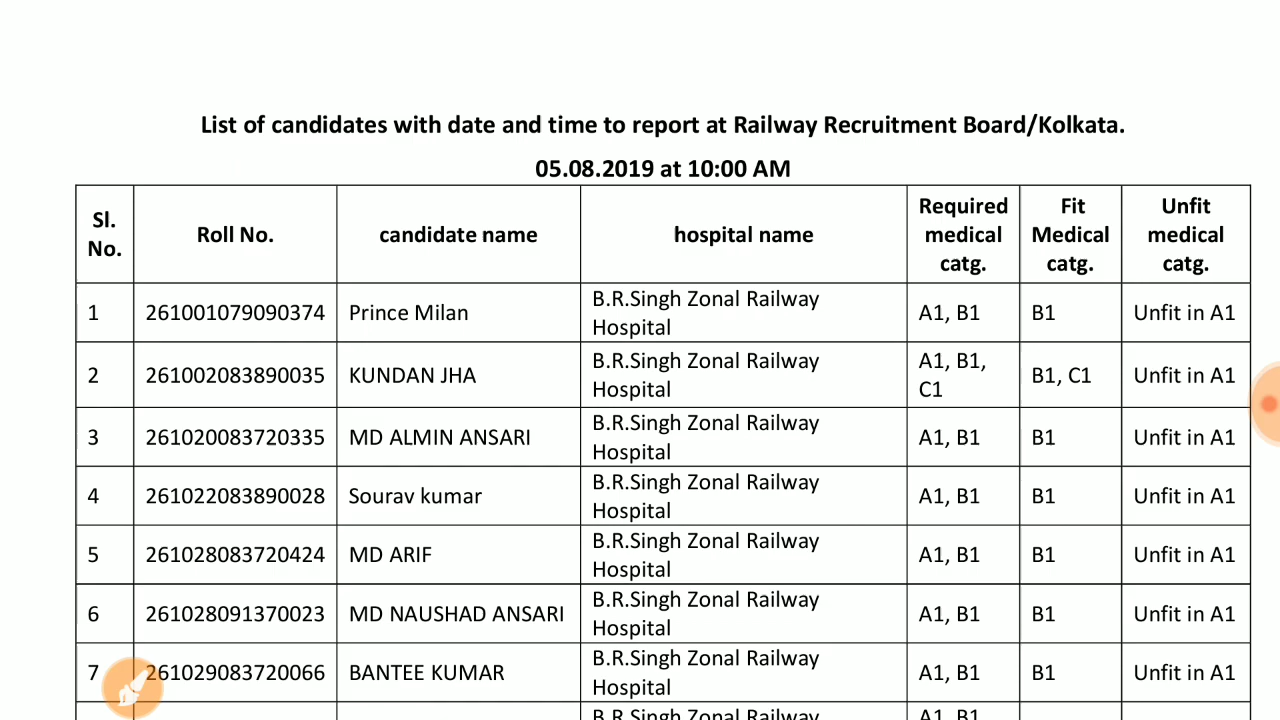 List of candidates with date and time to report at Railway Recruitment Board/Kolkata.
05.08.2019 at 10:00 AM
Sl. No. Roll No. candidate name hospital name Required medical catg. Fit Medical catg. Unfit medical catg.
1 261001079090374 Prince Milan B.R.Singh Zonal Railway Hospital A1, B1 B1 Unfit in A1
2 261002083890035 KUNDAN JHA B.R.Singh Zonal Railway Hospital A1, B1, C1 B1, C1 Unfit in A1
3 261020083720335 MD ALMIN ANSARI B.R.Singh Zonal Railway Hospital A1, B1 B1 Unfit in A1
4 261022083890028 Sourav kumar B.R.Singh Zonal Railway Hospital A1, B1 B1 Unfit in A1
5 261028083720424 MD ARIF B.R.Singh Zonal Railway Hospital A1, B1 B1 Unfit in A1
6 261028091370023 MD NAUSHAD ANSARI B.R.Singh Zonal Railway Hospital A1, B1 B1 Unfit in A1
7 261029083720066 BANTEE KUMAR B.R.Singh Zonal Railway Hospital A1, B1 B1 Unfit in A1
B.R.Singh Zonal Railway A1, B1